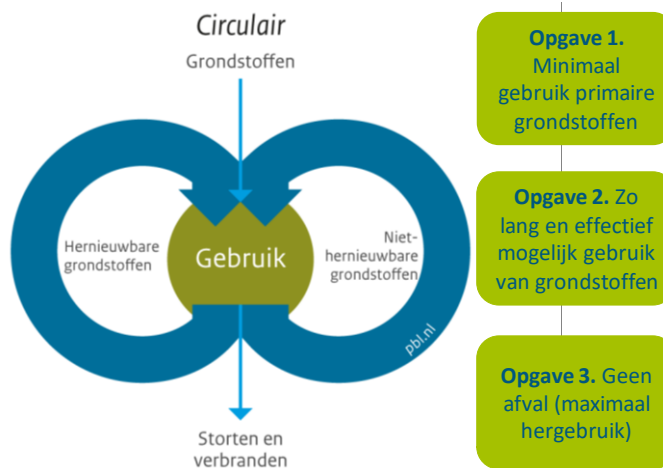 Circulair
Grondstoffen
Hernieuwbare
grondstoffen
Gebruik
Niet-
hernieuwbare
grondstoffen
pbl.nl
Storten en
verbranden
Opgave 1.
Minimaal
gebruik primaire
grondstoffen
Opgave 2. Zo
lang en effectief
mogelijk gebruik
van grondstoffen
Opgave 3. Geen
afval (maximaal
hergebruik)